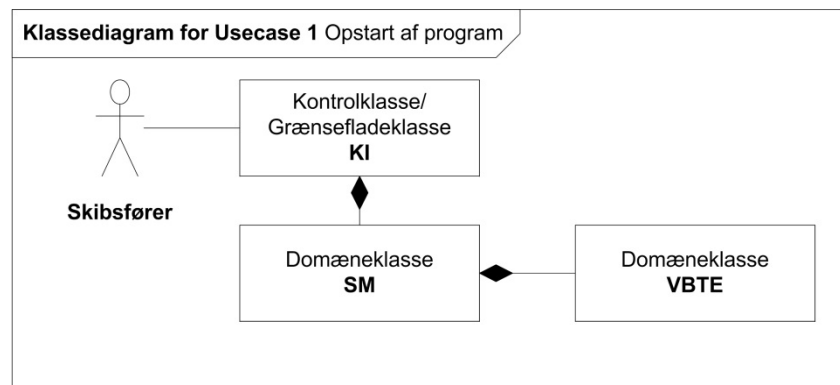 Klassediagram for Usecase 1 Opstart af program
Kontrolklasse/
Grænsefladeklasse
KI
Skibsfører
Domæneklasse
SM
Domæneklasse
VBTE